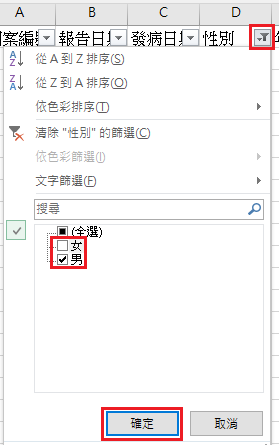 A B C D
察編號 報告日期 發病日期 性別
從 A 到 Z 排序(S)
從 Z 到 A 排序(O)
依色彩排序(T)
清除 "性別" 的篩選(C)
依色彩篩選(I)
文字篩選(F)
搜尋
(全選)
女
男
確定 取消